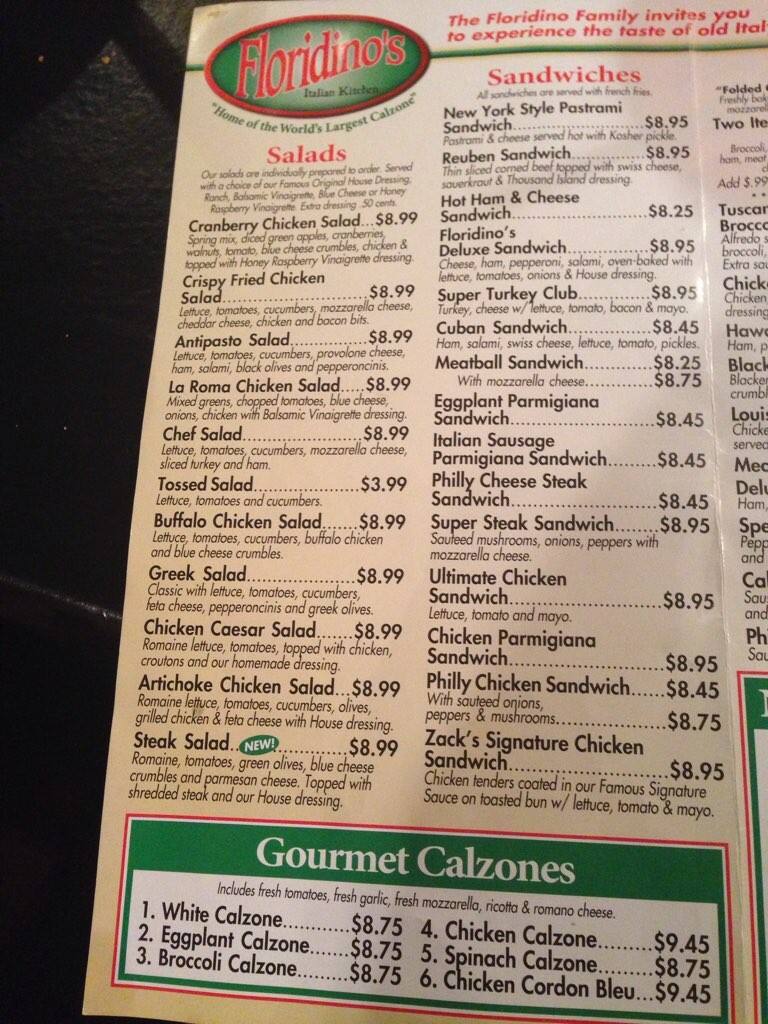 Floridino's
Italian Kitchen
"Home of the World's Largest Calzone"
The Floridino Family invites you
to experience the taste of old
Salads
Our salads are individually prepared to order. Served
with a choice of our Famous Original House Dressing,
Ranch, Balsamic Vinaigrette, Blue Cheese or Honey
Raspberry Vinaigrette. Extra dressing .50 cents.
Cranberry Chicken Salad...$8.99
Spring mix, diced green apples, cranberries,
walnuts, tomato, blue cheese crumbles, chicken &
topped with Honey Raspberry Vinaigrette dressing.
Crispy Fried Chicken
Salad.........................$8.99
Lettuce, tomatoes, cucumbers, mozzarella cheese,
cheddar cheese, chicken and bacon bits.
Antipasto Salad.............$8.99
Lettuce, tomatoes, cucumbers, provolone cheese,
ham, salami, black olives and pepperoncinis.
La Roma Chicken Salad.....$8.99
Mixed greens, chopped tomatoes, blue cheese,
onions, chicken with Balsamic Vinaigrette dressing.
Chef Salad.....................$8.99
Lettuce, tomatoes, cucumbers, mozzarella cheese,
sliced turkey and ham.
Tossed Salad...................$3.99
Lettuce, tomatoes and cucumbers.
Buffalo Chicken Salad.......$8.99
Lettuce, tomatoes, cucumbers, buffalo chicken
and blue cheese crumbles.
Greek Salad...................$8.99
Classic with lettuce, tomatoes, cucumbers,
feta cheese, pepperoncinis and greek olives.
Chicken Caesar Salad.......$8.99
Romaine lettuce, tomatoes, topped with chicken,
croutons and our homemade dressing.
Artichoke Chicken Salad...$8.99
Romaine lettuce, tomatoes, cucumbers, olives,
grilled chicken & feta cheese with House dressing.
Steak Salad..NEW!............$8.99
Romaine, tomatoes, green olives, blue cheese
crumbles and parmesan cheese. Topped with
shredded steak and our House dressing.
Sandwiches
All sandwiches are served with french fries.
New York Style Pastrami
Sandwich.........................$8.95
Pastrami & cheese served hot with Kosher pickle.
Reuben Sandwich..............$8.95
Thin sliced corned beef topped with swiss cheese,
sauerkraut & Thousand Island dressing.
Hot Ham & Cheese
Sandwich.........................$8.25
Floridino's
Deluxe Sandwich...............$8.95
Cheese, ham, pepperoni, salami, oven-baked with
lettuce, tomatoes, onions & House dressing.
Super Turkey Club............$8.95
Turkey, cheese w/ lettuce, tomato, bacon & mayo.
Cuban Sandwich...............$8.45
Ham, salami, swiss cheese, lettuce, tomato, pickles.
Meatball Sandwich............$8.25
With mozzarella cheese.............$8.75
Eggplant Parmigiana
Sandwich.........................$8.45
Italian Sausage
Parmigiana Sandwich........$8.45
Philly Cheese Steak
Sandwich.........................$8.45
Super Steak Sandwich.......$8.95
Sauteed mushrooms, onions, peppers with
mozzarella cheese.
Ultimate Chicken
Sandwich.........................$8.95
Lettuce, tomato and mayo.
Chicken Parmigiana
Sandwich.........................$8.95
Philly Chicken Sandwich.....$8.45
With sauteed onions,
peppers & mushrooms..................$8.75
Zack's Signature Chicken
Sandwich.........................$8.95
Chicken tenders coated in our Famous Signature
Sauce on toasted bun w/ lettuce, tomato & mayo.
"Folded
Freshly
Two
Broccoli,
ham, meat
Add $.99
Alfredo
broccoli,
Extra
Chicken
dressing
Ham,
Ham,
and
and
Gourmet Calzones
Includes fresh tomatoes, fresh garlic, fresh mozzarella, ricotta & romano cheese.
1. White Calzone..........$8.75
2. Eggplant Calzone.......$8.75
3. Broccoli Calzone........$8.75
4. Chicken Calzone........$9.45
5. Spinach Calzone........$8.75
6. Chicken Cordon Bleu...$9.45